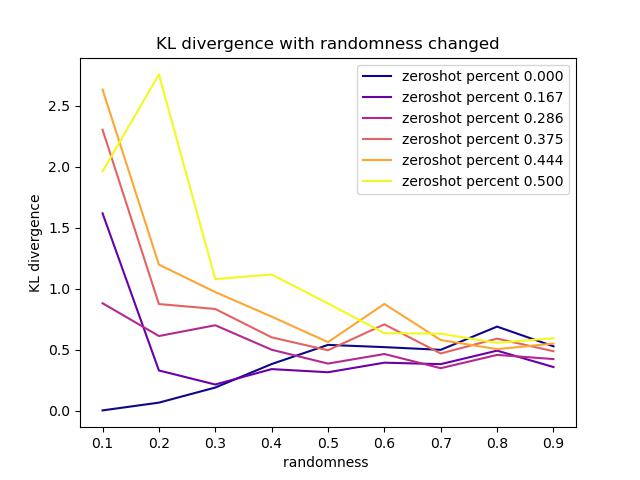 KL divergence with randomness changed
zeroshot percent 0.000
zeroshot percent 0.167
zeroshot percent 0.286
zeroshot percent 0.375
zeroshot percent 0.444
zeroshot percent 0.500
KL divergence
2.5
2.0
1.5
1.0
0.5
0.0
0.1 0.2 0.3 0.4 0.5 0.6 0.7 0.8 0.9
randomness